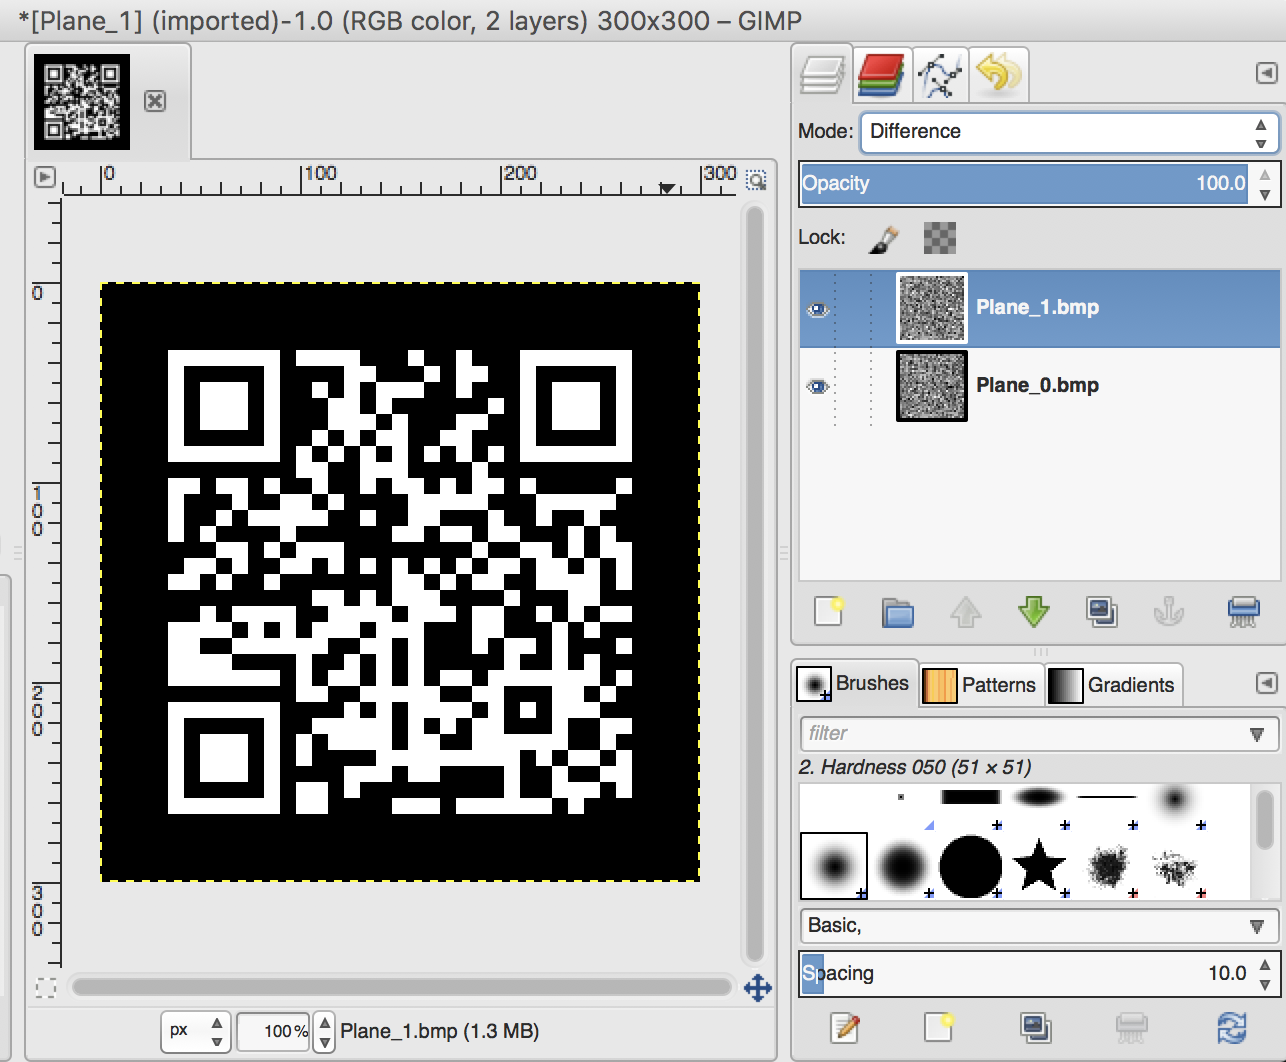 *[Plane_1] (imported)-1.0 (RGB color, 2 layers) 300x300 – GIMP
0
100
200
300
0
100
200
300
px
100%
Plane_1.bmp (1.3 MB)
Mode:
Difference
Opacity
100.0
Lock:
Plane_1.bmp
Plane_0.bmp
Brushes
Patterns
Gradients
filter
2. Hardness 050 (51 × 51)
Basic,
Spacing
10.0